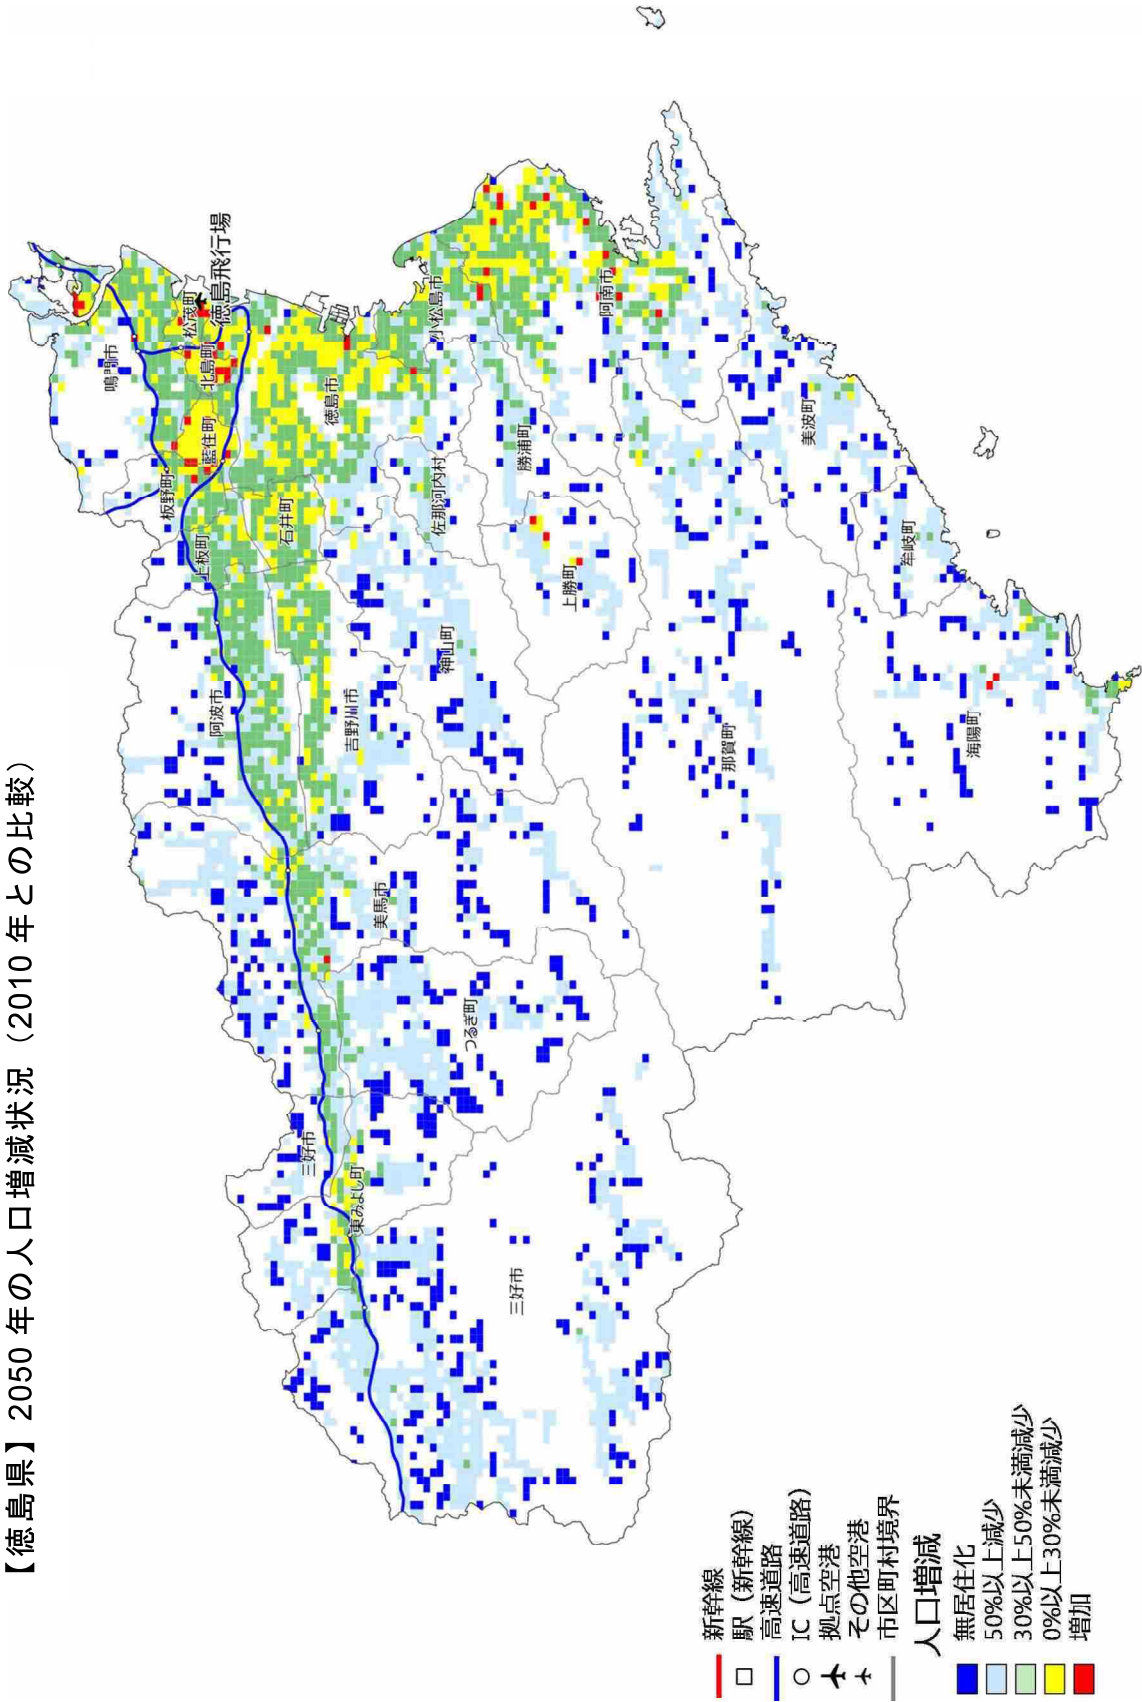 【徳島県】2050年の人口増減状況（2010年との比較）
鳴門市
松茂町
徳島飛行場
北島町
藍住町
板野町
上板町
石井町
徳島市
小松島市
阿南市
勝浦町
佐那河内村
上勝町
神山町
阿波市
吉野川市
美馬市
つるぎ町
三好市
東みよし町
三好市
那賀町
美波町
牟岐町
海陽町
新幹線
駅（新幹線）
高速道路
IC（高速道路）
拠点空港
その他空港
市区町村境界
人口増減
無居住化
50%以上減少
30%以上50%未満減少
0%以上30%未満減少
増加